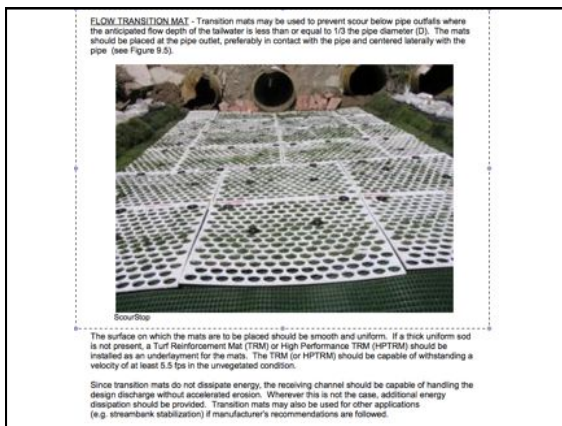 FLOW TRANSITION MAT - Transition mats may be used to prevent scour below pipe outfalls where
the anticipated flow depth of the tailwater is less than or equal to 1/3 the pipe diameter (D). The mats
should be placed at the pipe outlet, preferably in contact with the pipe and centered laterally with the
pipe (see Figure 9.5).
ScourStop
The surface on which the mats are to be placed should be smooth and uniform. If a thick uniform sod
is not present, a Turf Reinforcement Mat (TRM) or High Performance TRM (HPTRM) should be
installed as an underlayment for the mats. The TRM (or HPTRM) should be capable of withstanding a
velocity of at least 5.5 fps in the unvegetated condition.
Since transition mats do not dissipate energy, the receiving channel should be capable of handling the
design discharge without accelerated erosion. Wherever this is not the case, additional energy
dissipation should be provided. Transition mats may also be used for other applications
(e.g. streambank stabilization) if manufacturer's recommendations are followed.